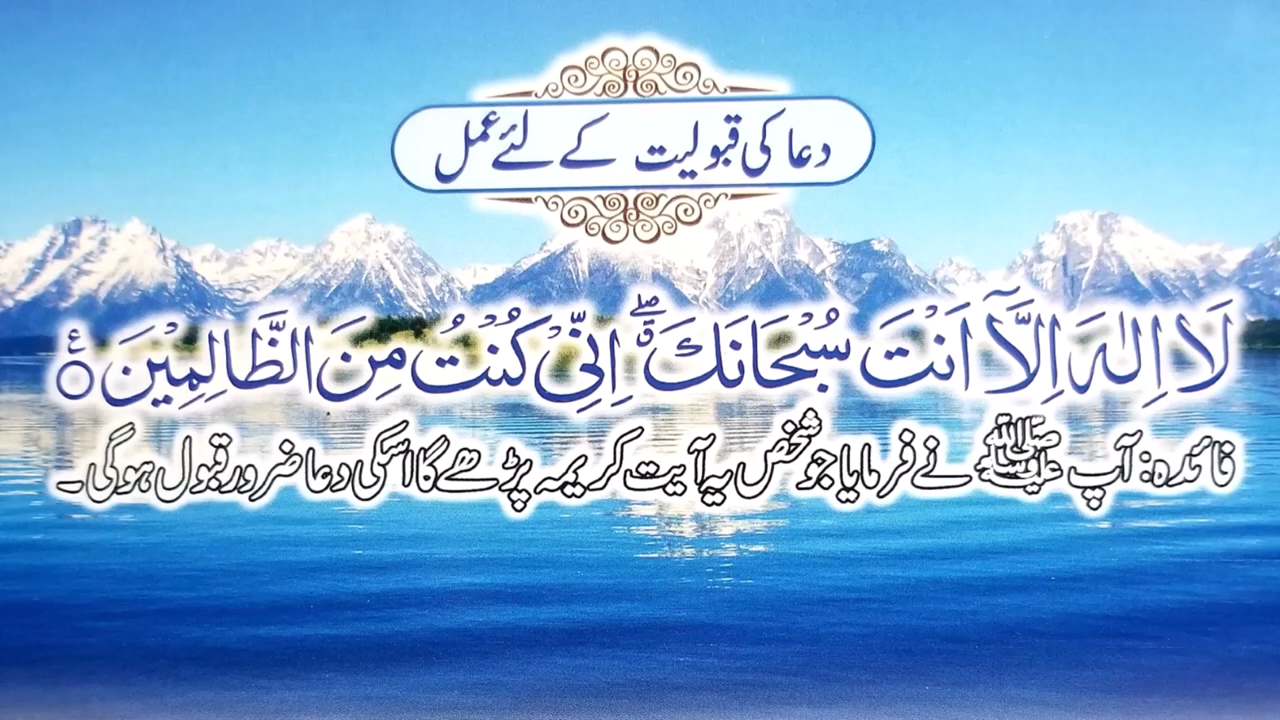 دعا کی قبولیت کے لئے عمل
لَا اِلٰهَ اِلَّآ اَنْتَ سُبْحَانَكَ ۖۃ اِنِّىْ كُنْتُ مِنَ الظَّالِمِيْنَ ۝ع
فائدہ: آپ ﷺ نے فرمایا جو شخص یہ آیت کریمہ پڑھے گا اسکی دعا ضرور قبول ہوگی۔